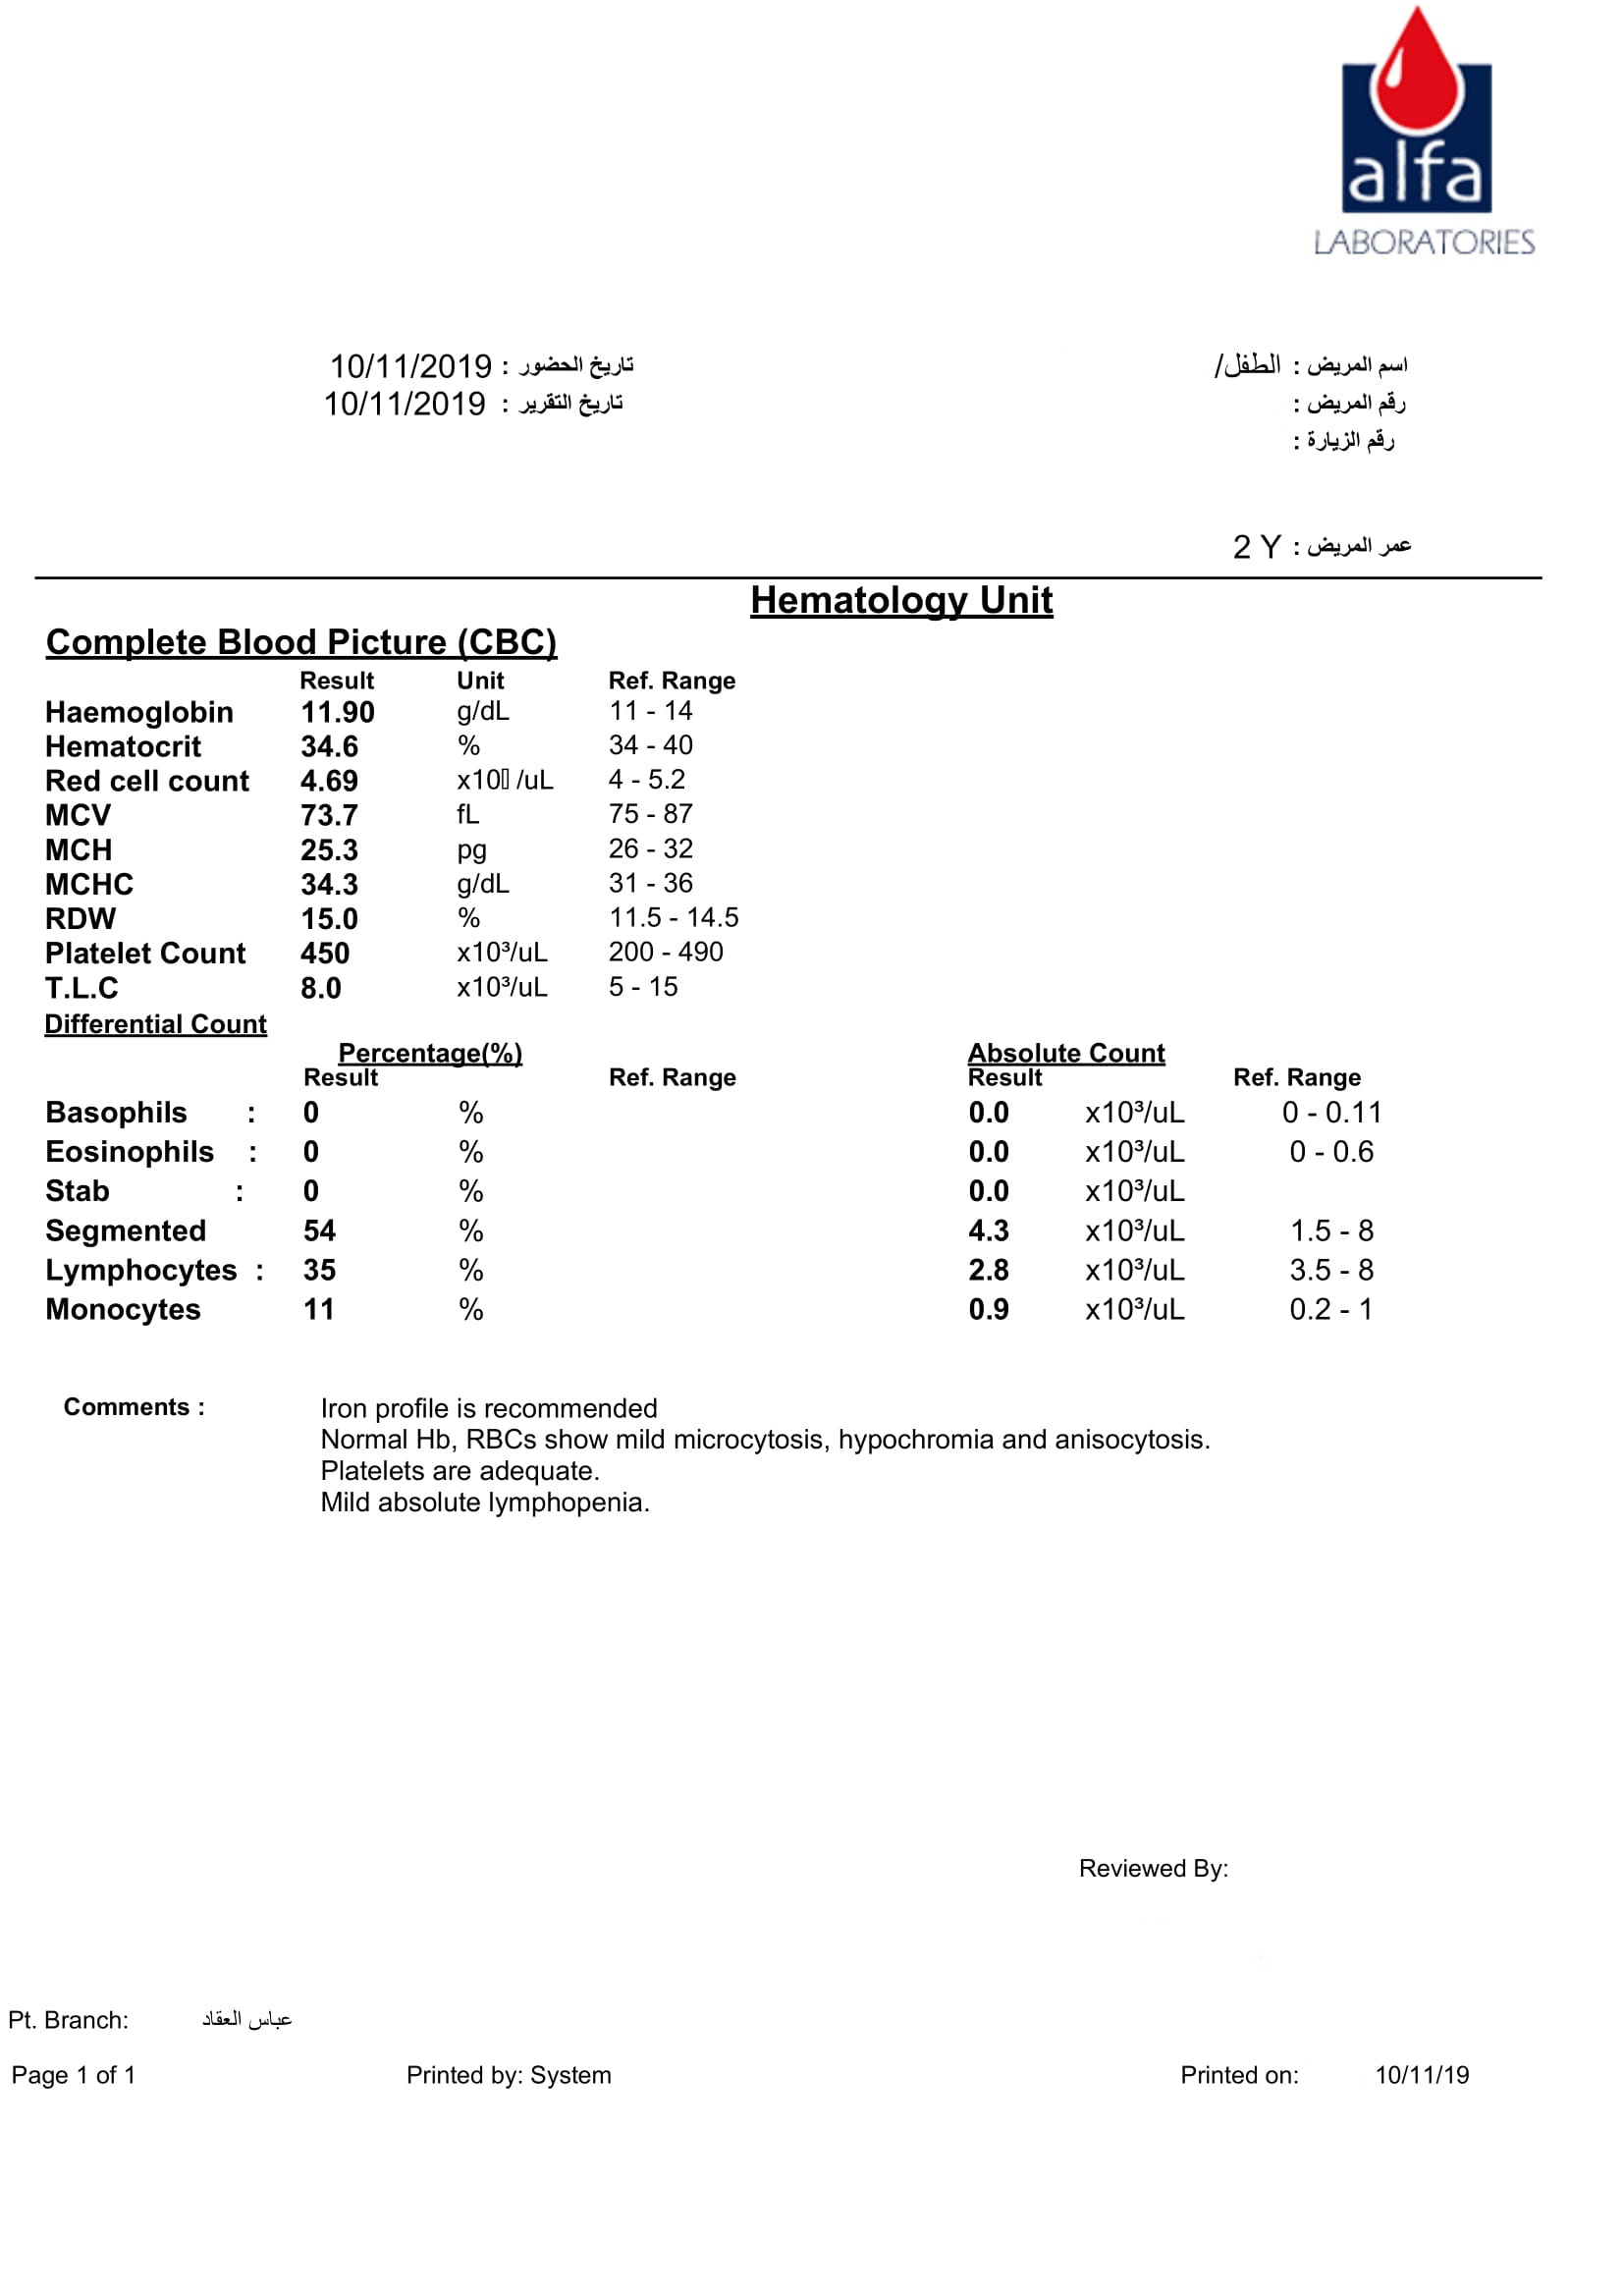 alfa
LABORATORIES
اسم المريض : الطفل/
تاريخ الحضور : 10/11/2019
رقم المريض :
تاريخ التقرير : 10/11/2019
رقم الزيارة :
عمر المريض : 2 Y
Hematology Unit
Complete Blood Picture (CBC)
Result Unit Ref. Range
Haemoglobin 11.90 g/dL 11 - 14
Hematocrit 34.6 % 34 - 40
Red cell count 4.69 x10▯ /uL 4 - 5.2
MCV 73.7 fL 75 - 87
MCH 25.3 pg 26 - 32
MCHC 34.3 g/dL 31 - 36
RDW 15.0 % 11.5 - 14.5
Platelet Count 450 x10³/uL 200 - 490
T.L.C 8.0 x10³/uL 5 - 15
Differential Count
Percentage(%) Absolute Count
Result Ref. Range Result Ref. Range
Basophils : 0 % 0.0 x10³/uL 0 - 0.11
Eosinophils : 0 % 0.0 x10³/uL 0 - 0.6
Stab : 0 % 0.0 x10³/uL
Segmented 54 % 4.3 x10³/uL 1.5 - 8
Lymphocytes : 35 % 2.8 x10³/uL 3.5 - 8
Monocytes 11 % 0.9 x10³/uL 0.2 - 1
Comments : Iron profile is recommended
Normal Hb, RBCs show mild microcytosis, hypochromia and anisocytosis.
Platelets are adequate.
Mild absolute lymphopenia.
Reviewed By:
Pt. Branch: عباس العقاد
Page 1 of 1 Printed by: System Printed on: 10/11/19